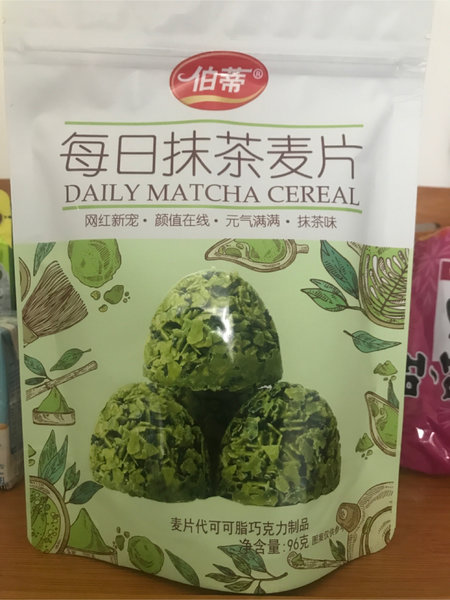 伯蒂®
每日抹茶麦片
DAILY MATCHA CEREAL
网红新宠·颜值在线·元气满满·抹茶味
麦片代可可脂巧克力制品
净含量:96克